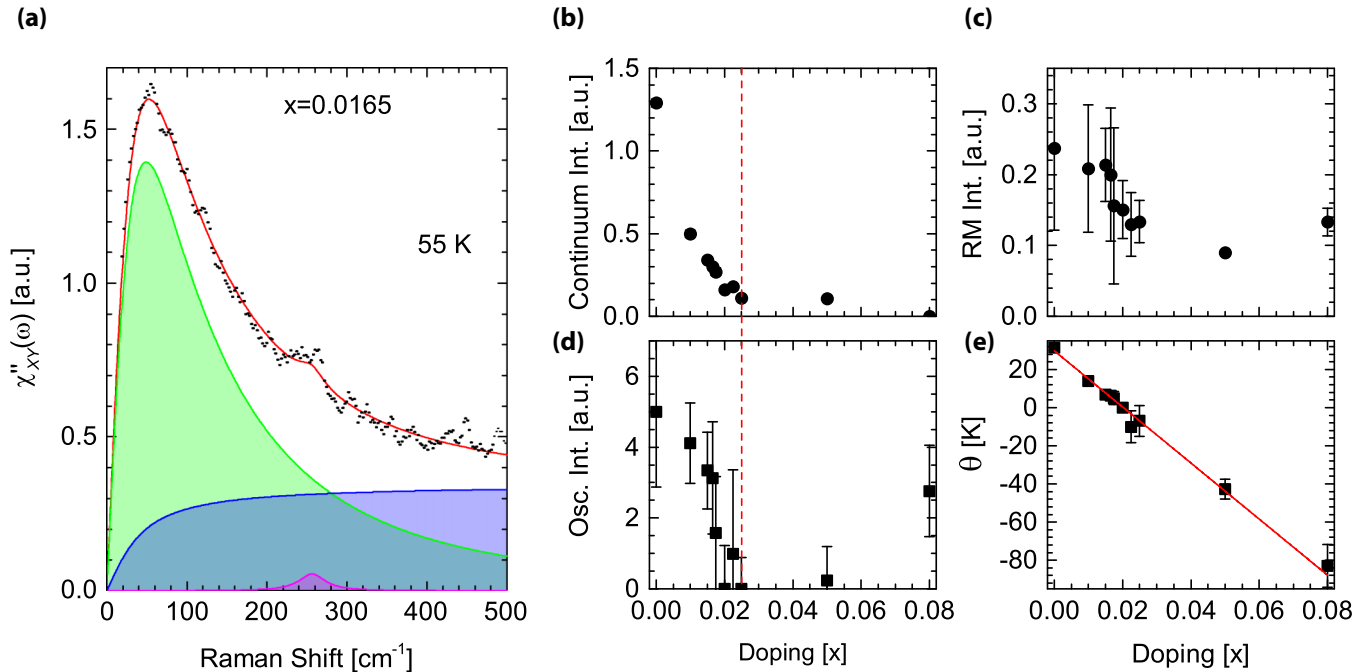 (a)
x=0.0165
55 K
1.5
1.0
0.5
0.0
χ''XY(ω) [a.u.]
0 100 200 300 400 500
Raman Shift [cm-1]
(b)
1.5
1.0
0.5
0.0
Continuum Int. [a.u.]
(c)
0.3
0.2
0.1
0.0
RM Int. [a.u.]
(d)
6
4
2
0
Osc. Int. [a.u.]
0.00 0.02 0.04 0.06 0.08
Doping [x]
(e)
20
0
-20
-40
-60
-80
θ [K]
0.00 0.02 0.04 0.06 0.08
Doping [x]